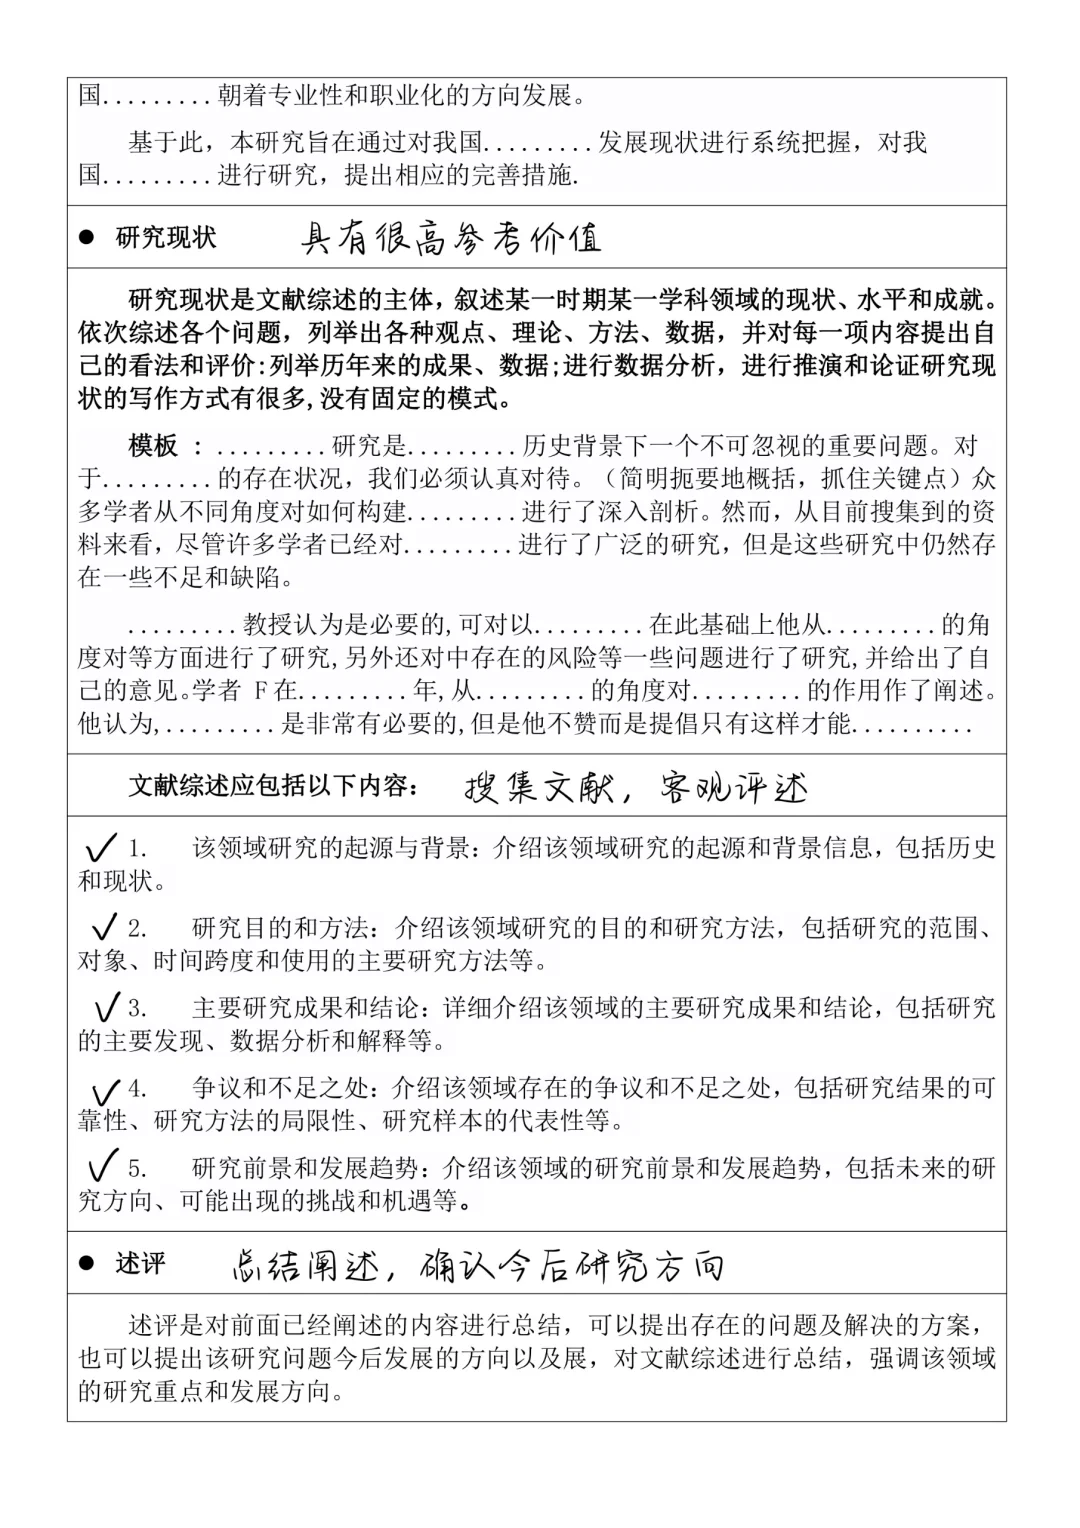 国.........朝着专业性和职业化的方向发展。
基于此，本研究旨在通过对我国.........发展现状进行系统把握，对我
国.........进行研究，提出相应的完善措施.
● 研究现状 具有很高参考价值
研究现状是文献综述的主体，叙述某一时期某一学科领域的现状、水平和成就。
依次综述各个问题，列举出各种观点、理论、方法、数据，并对每一项内容提出自
己的看法和评价:列举历年来的成果、数据;进行数据分析，进行推演和论证研究现
状的写作方式有很多,没有固定的模式。
模板 : .........研究是.........历史背景下一个不可忽视的重要问题。对
于.........的存在状况，我们必须认真对待。（简明扼要地概括，抓住关键点）众
多学者从不同角度对如何构建.........进行了深入剖析。然而，从目前搜集到的资
料来看，尽管许多学者已经对.........进行了广泛的研究，但是这些研究中仍然存
在一些不足和缺陷。
.........教授认为是必要的,可对以.........在此基础上他从.........的角
度对等方面进行了研究,另外还对中存在的风险等一些问题进行了研究,并给出了自
己的意见。学者 F在.........年,从.........的角度对.........的作用作了阐述。
他认为,.........是非常有必要的,但是他不赞而是提倡只有这样才能..........
文献综述应包括以下内容： 搜集文献，客观评述
✓ 1. 该领域研究的起源与背景：介绍该领域研究的起源和背景信息，包括历史
和现状。
✓ 2. 研究目的和方法：介绍该领域研究的目的和研究方法，包括研究的范围、
对象、时间跨度和使用的主要研究方法等。
✓ 3. 主要研究成果和结论：详细介绍该领域的主要研究成果和结论，包括研究
的主要发现、数据分析和解释等。
✓ 4. 争议和不足之处：介绍该领域存在的争议和不足之处，包括研究结果的可
靠性、研究方法的局限性、研究样本的代表性等。
✓ 5. 研究前景和发展趋势：介绍该领域的研究前景和发展趋势，包括未来的研
究方向、可能出现的挑战和机遇等。
● 述评 总结阐述，确认今后研究方向
述评是对前面已经阐述的内容进行总结，可以提出存在的问题及解决的方案，
也可以提出该研究问题今后发展的方向以及展，对文献综述进行总结，强调该领域
的研究重点和发展方向。